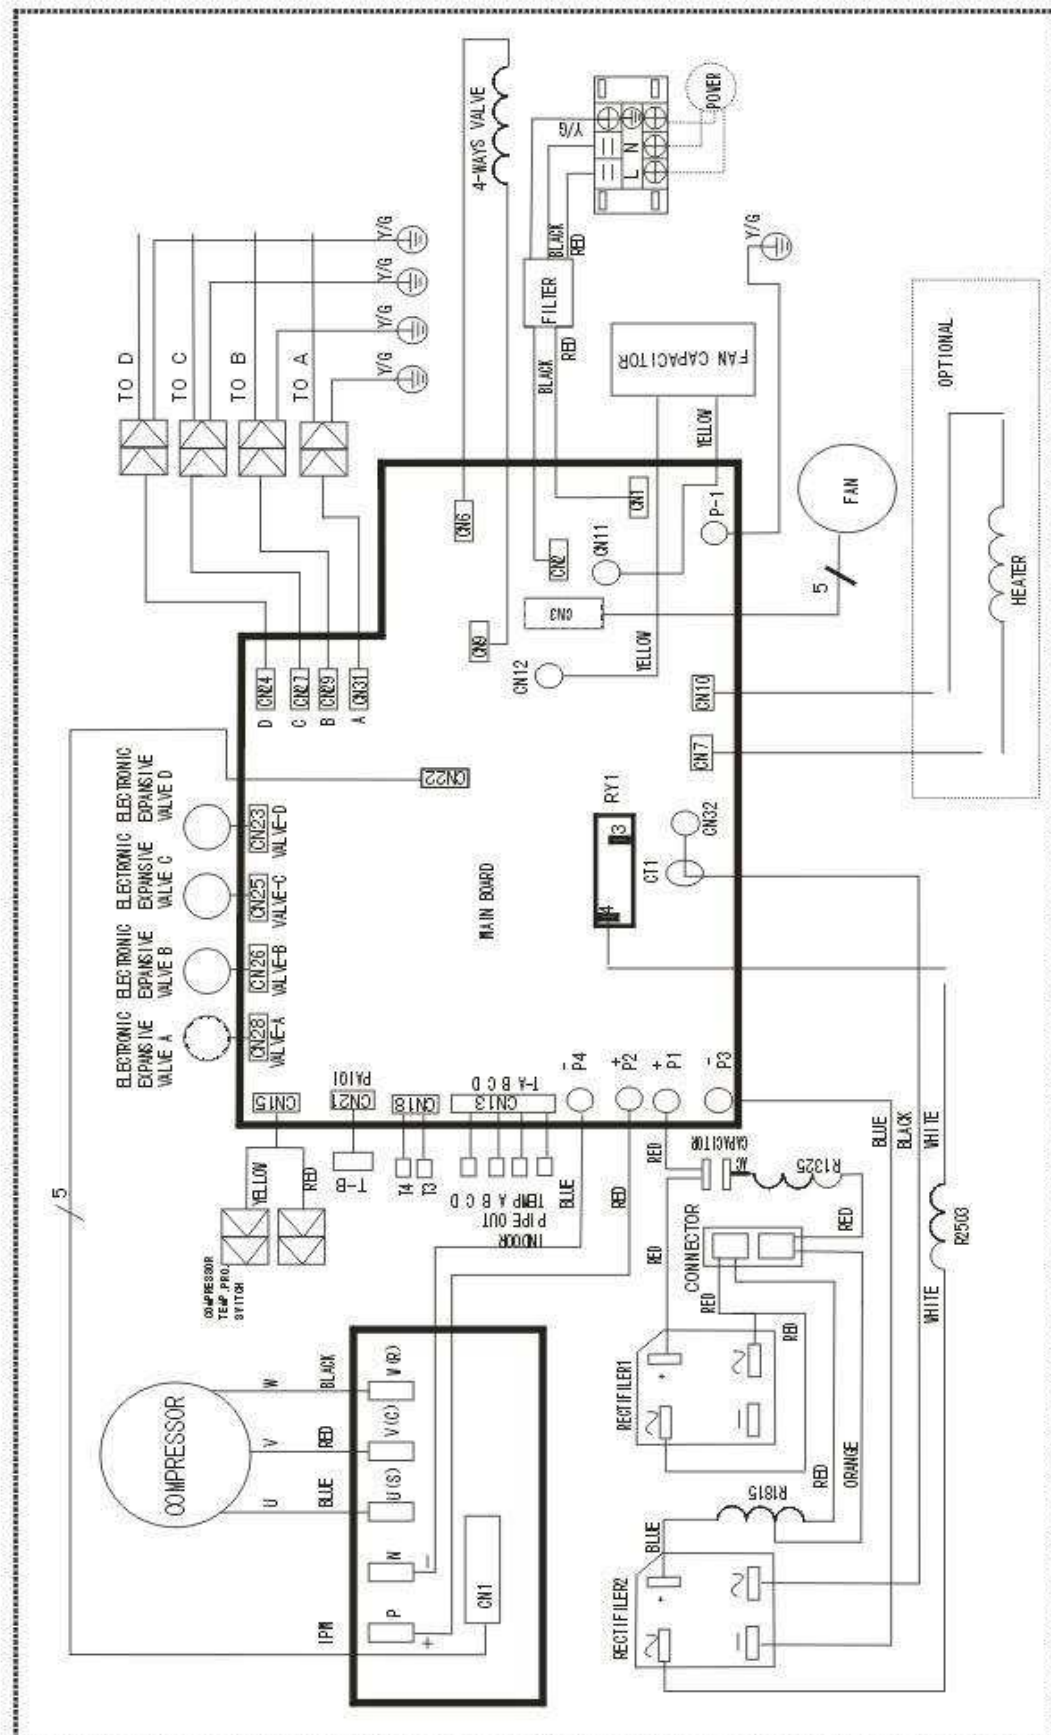 4-WAYS VALVE
Y/G
L
N
POWER
BLACK
RED
FILTER
BLACK
RED
TO D
TO C
TO B
TO A
Y/G
Y/G
Y/G
Y/G
Y/G
FAN CAPACITOR
YELLOW
YELLOW
OPTIONAL
HEATER
FAN
5
CN6
CN9
CN2
CN1
CN11
CN3
CN12
P-1
CN10
CN7
D
CN24
C
CN27
B
CN29
A
CN31
CN22
ELECTRONIC
EXPANSIVE
VALVE D
ELECTRONIC
EXPANSIVE
VALVE C
ELECTRONIC
EXPANSIVE
VALVE B
ELECTRONIC
EXPANSIVE
VALVE A
CN23
VALVE-D
CN25
VALVE-C
CN26
VALVE-B
CN28
VALVE-A
MAIN BOARD
RY1
3
4
CT1
CN32
CN15
CN21
PAIOI
CN18
CN13
T-A B C D
- P4
+ P2
+ P1
- P3
5
YELLOW
RED
COMPRESSOR
TEMP.PRO.
SWITCH
T-B
T4
T3
TEMP A B C D
PIPE OUT
INDOOR
BLUE
RED
RED
CAPACITOR
AC
R1325
BLUE
BLACK
WHITE
R2503
WHITE
RED
CONNECTOR
RED
RED
RED
RECTIFILER1
+
RED
ORANGE
R1815
BLUE
RECTIFILER2
+
COMPRESSOR
W
BLACK
V
RED
U
BLUE
W(R)
V(C)
U(S)
N
-
P
+
IPM
CN1